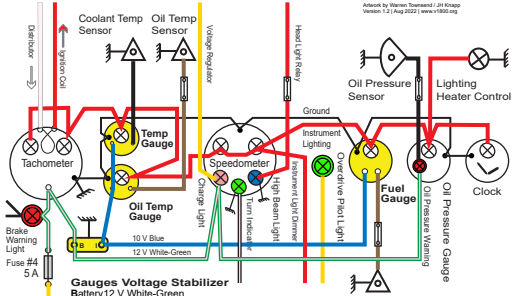 Artwork by Warren Townsend / JH Knapp
Version 1.2 | Aug 2022 | www.v1800.org
Coolant Temp
Sensor
Oil Temp
Sensor
Distributor
Ignition Coil
Voltage Regulator
Head Light Relay
Oil Pressure
Sensor
Lighting
Heater Control
Ground
Temp
Gauge
Instrument
Lighting
Tachometer
Speedometer
Oil Temp
Gauge
Charge Light
Turn Indicator
High Beam Light
Instrument Light Dimmer
Overdrive Pilot Light
Fuel
Gauge
Oil Pressure Warning
Oil Pressure Gauge
Clock
Brake
Warning
Light
B
I
10 V Blue
12 V White-Green
Fuse #4
5 A
Gauges Voltage Stabilizer
Battery12 V White-Green